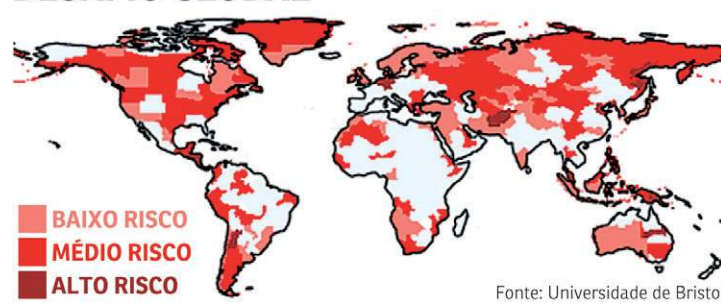 BAIXO RISCO
MÉDIO RISCO
ALTO RISCO
Fonte: Universidade de Bristo